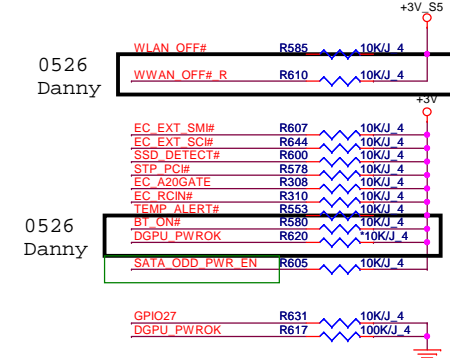 +3V_S5
WLAN_OFF# R585 10K/J_4
0526
WWAN_OFF#_R R610 10K/J_4
Danny
+3V
EC_EXT_SMI# R607 10K/J_4
EC_EXT_SCI# R644 10K/J_4
SSD_DETECT# R600 10K/J_4
STP_PCI# R578 10K/J_4
EC_A20GATE R308 10K/J_4
EC_RCIN# R310 10K/J_4
TEMP_ALERT# R553 10K/J_4
0526
BT_ON# R580 10K/J_4
Danny
DGPU_PWROK R620 *10K/J_4
SATA_ODD_PWR_EN R605 10K/J_4
GPIO27 R631 10K/J_4
DGPU_PWROK R617 100K/J_4